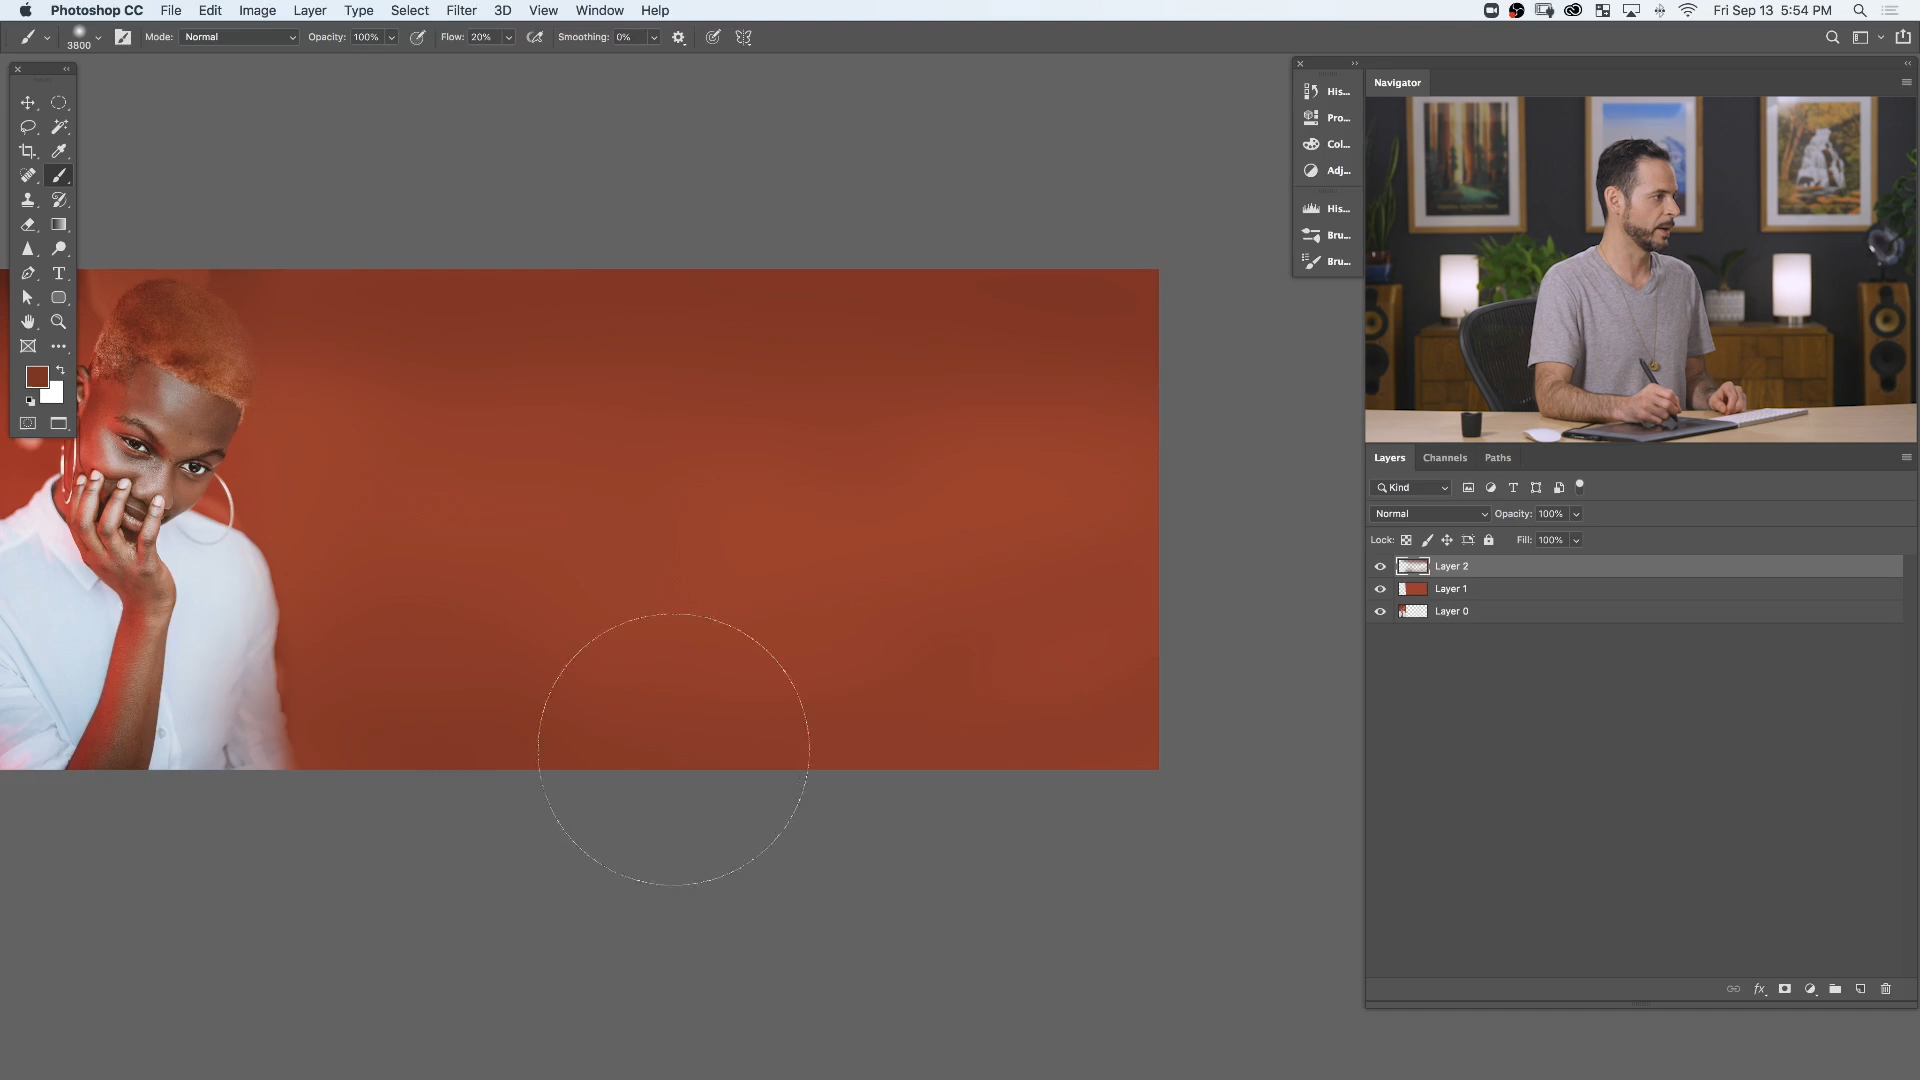 Photoshop CC File Edit Image Layer Type Select Filter 3D View Window Help Fri Sep 13 5:54 PM
3800 Mode: Normal Opacity: 100% Flow: 20% Smoothing: 0%
Navigator
His...
Pro...
Col...
Adj...
His...
Bru...
Bru...
Layers Channels Paths
Kind
Normal Opacity: 100%
Lock: Fill: 100%
Layer 2
Layer 1
Layer 0
fx